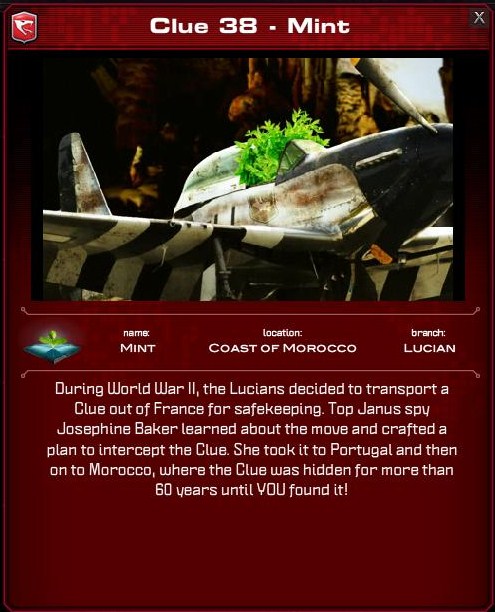 Clue 38 - Mint
X
name: location: branch:
MINT COAST OF MOROCCO LUCIAN
During World War II, the Lucians decided to transport a
Clue out of France for safekeeping. Top Janus spy
Josephine Baker learned about the move and crafted a
plan to intercept the Clue. She took it to Portugal and then
on to Morocco, where the Clue was hidden for more than
60 years until YOU found it!